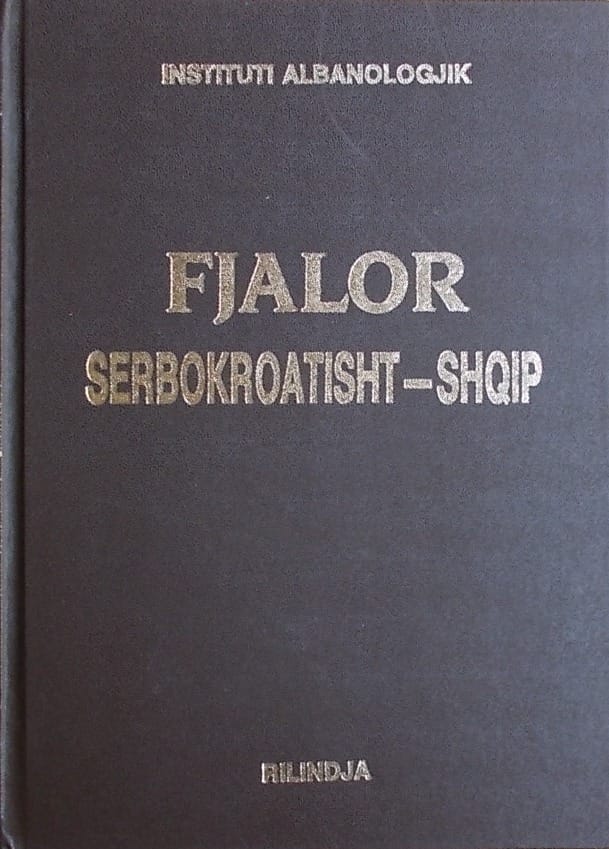 INSTITUTI ALBANOLOGJIK
FJALOR
SERBOKROATISHT-SHQIP
RILINDJA